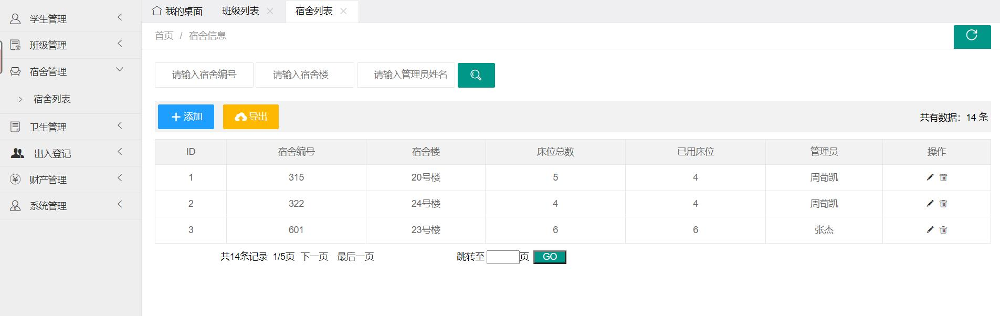 学生管理
班级管理
宿舍管理
宿舍列表
卫生管理
出入登记
财产管理
系统管理
我的桌面 班级列表 宿舍列表
首页 / 宿舍信息
请输入宿舍编号 请输入宿舍楼 请输入管理员姓名
添加 导出 共有数据：14 条
ID 宿舍编号 宿舍楼 床位总数 已用床位 管理员 操作
1 315 20号楼 5 4 周荀凯
2 322 24号楼 4 4 周荀凯
3 601 23号楼 6 6 张杰
共14条记录 1/5页 下一页 最后一页 跳转至 页 GO